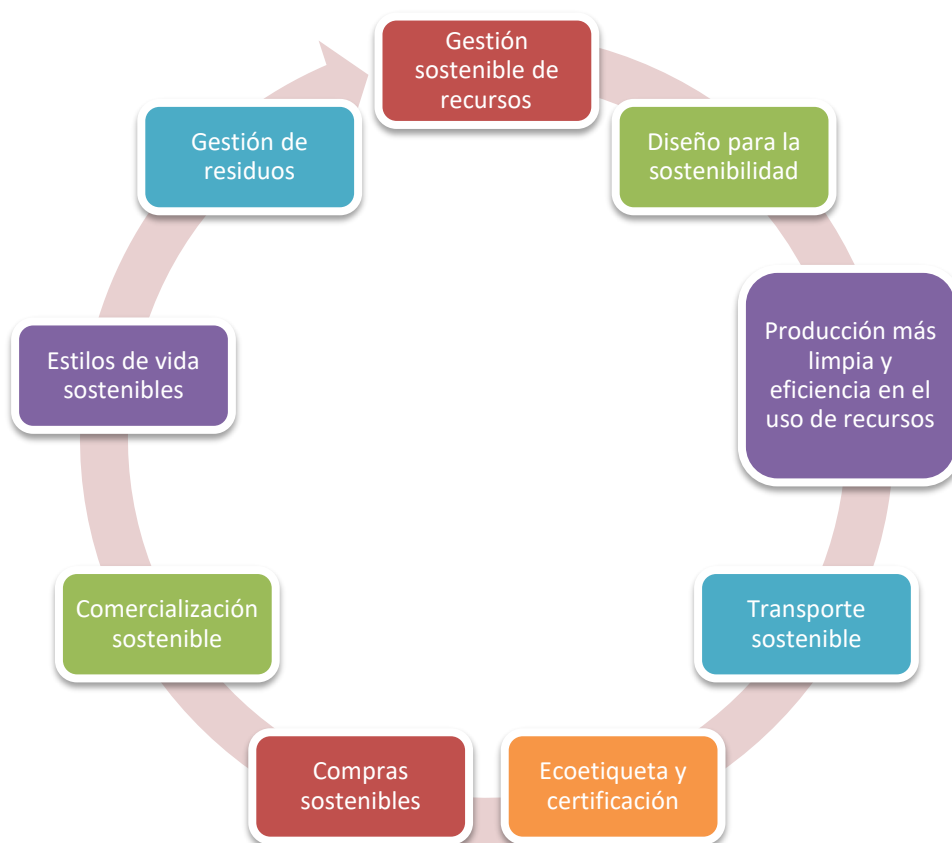 Gestión
sostenible de
recursos
Diseño para la
sostenibilidad
Producción más
limpia y
eficiencia en el
uso de recursos
Transporte
sostenible
Ecoetiqueta y
certificación
Compras
sostenibles
Comercialización
sostenible
Estilos de vida
sostenibles
Gestión de
residuos